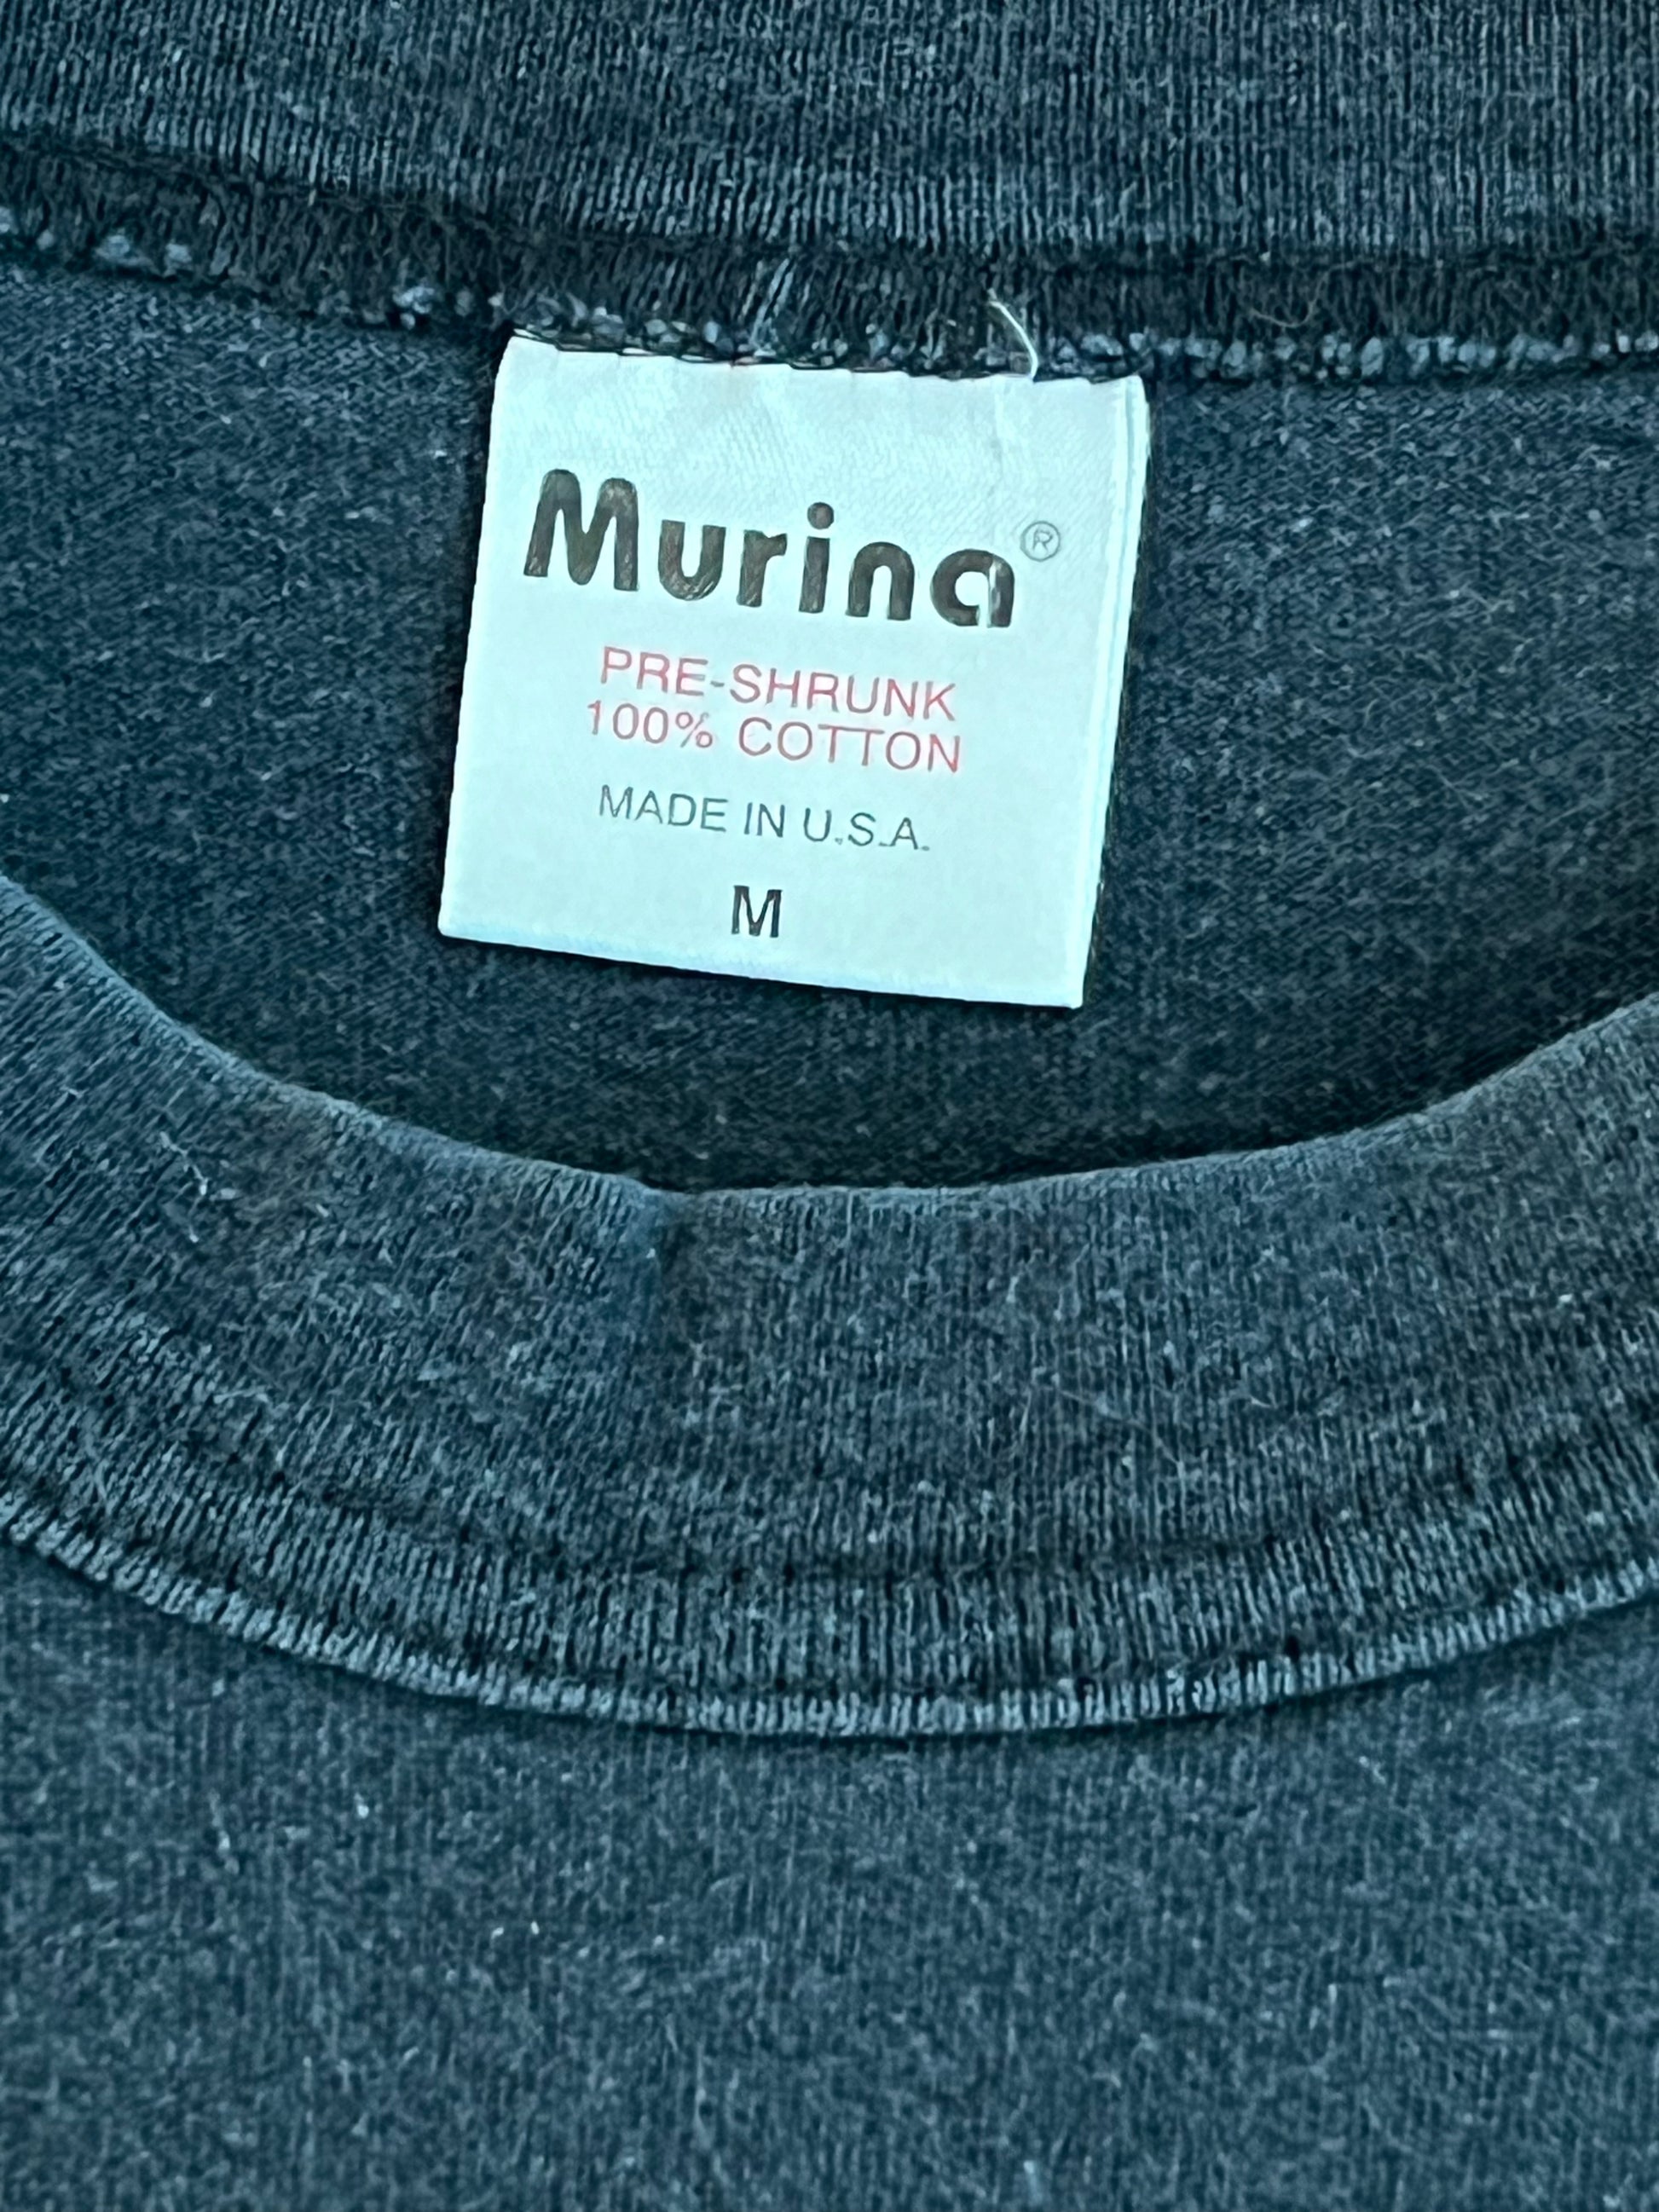 Murina®
PRE-SHRUNK
100% COTTON
MADE IN U.S.A.
M